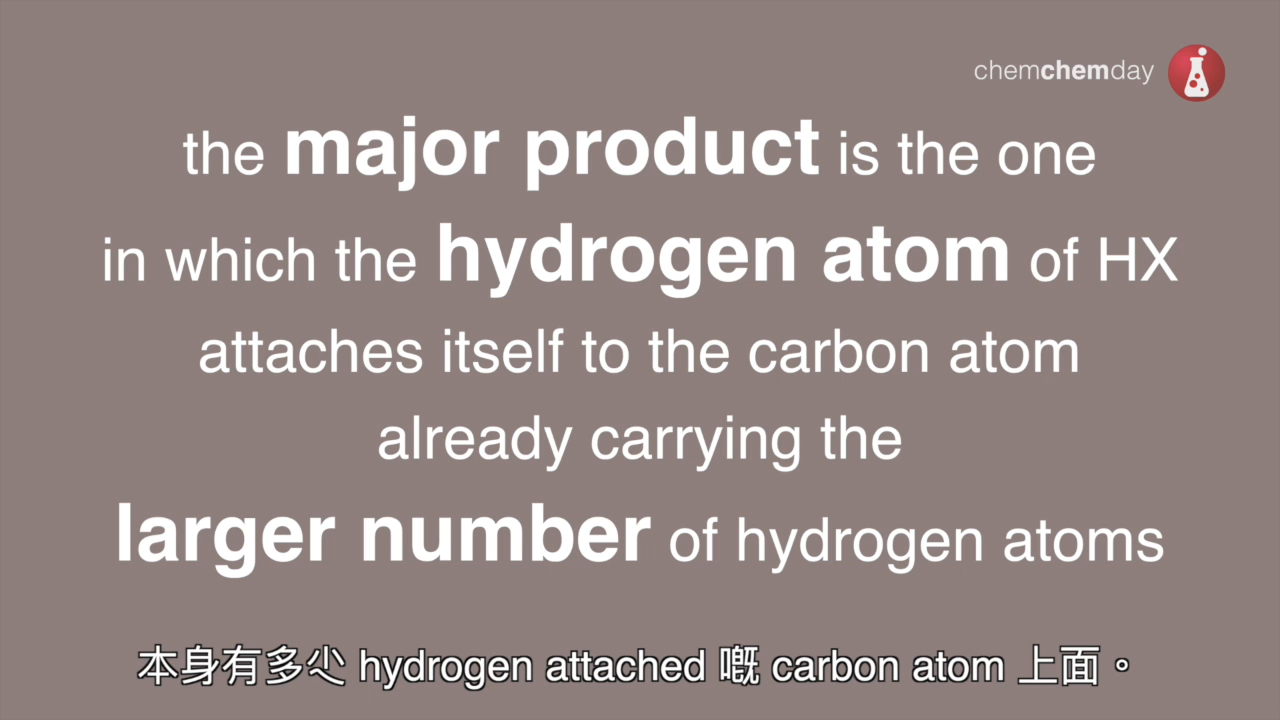 chemchemday
the major product is the one
in which the hydrogen atom of HX
attaches itself to the carbon atom
already carrying the
larger number of hydrogen atoms
本身有多尐 hydrogen attached 嘅 carbon atom 上面。